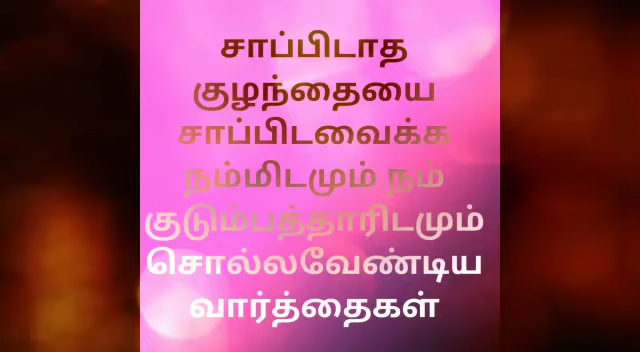 சாப்பிடாத
குழந்தையை
சாப்பிடவைக்க
நம்மிடமும் நம்
குடும்பத்தாரிடமும்
சொல்லவேண்டிய
வார்த்தைகள்